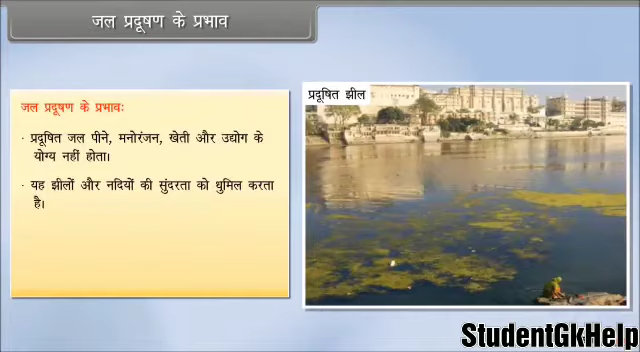 जल प्रदूषण के प्रभाव
जल प्रदूषण के प्रभावः
· प्रदूषित जल पीने, मनोरंजन, खेती और उद्योग के
योग्य नहीं होता।
· यह झीलों और नदियों की सुंदरता को धुमिल करता
है।
प्रदूषित झील
StudentGkHelp